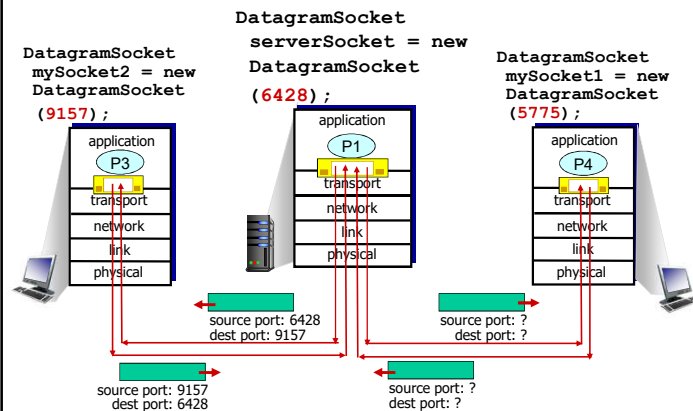 DatagramSocket
serverSocket = new
DatagramSocket
(6428);
DatagramSocket
mySocket2 = new
DatagramSocket
(9157);
DatagramSocket
mySocket1 = new
DatagramSocket
(5775);
application
P3
transport
network
link
physical
application
P1
transport
network
link
physical
application
P4
transport
network
link
physical
source port: 6428
dest port: 9157
source port: ?
dest port: ?
source port: 9157
dest port: 6428
source port: ?
dest port: ?